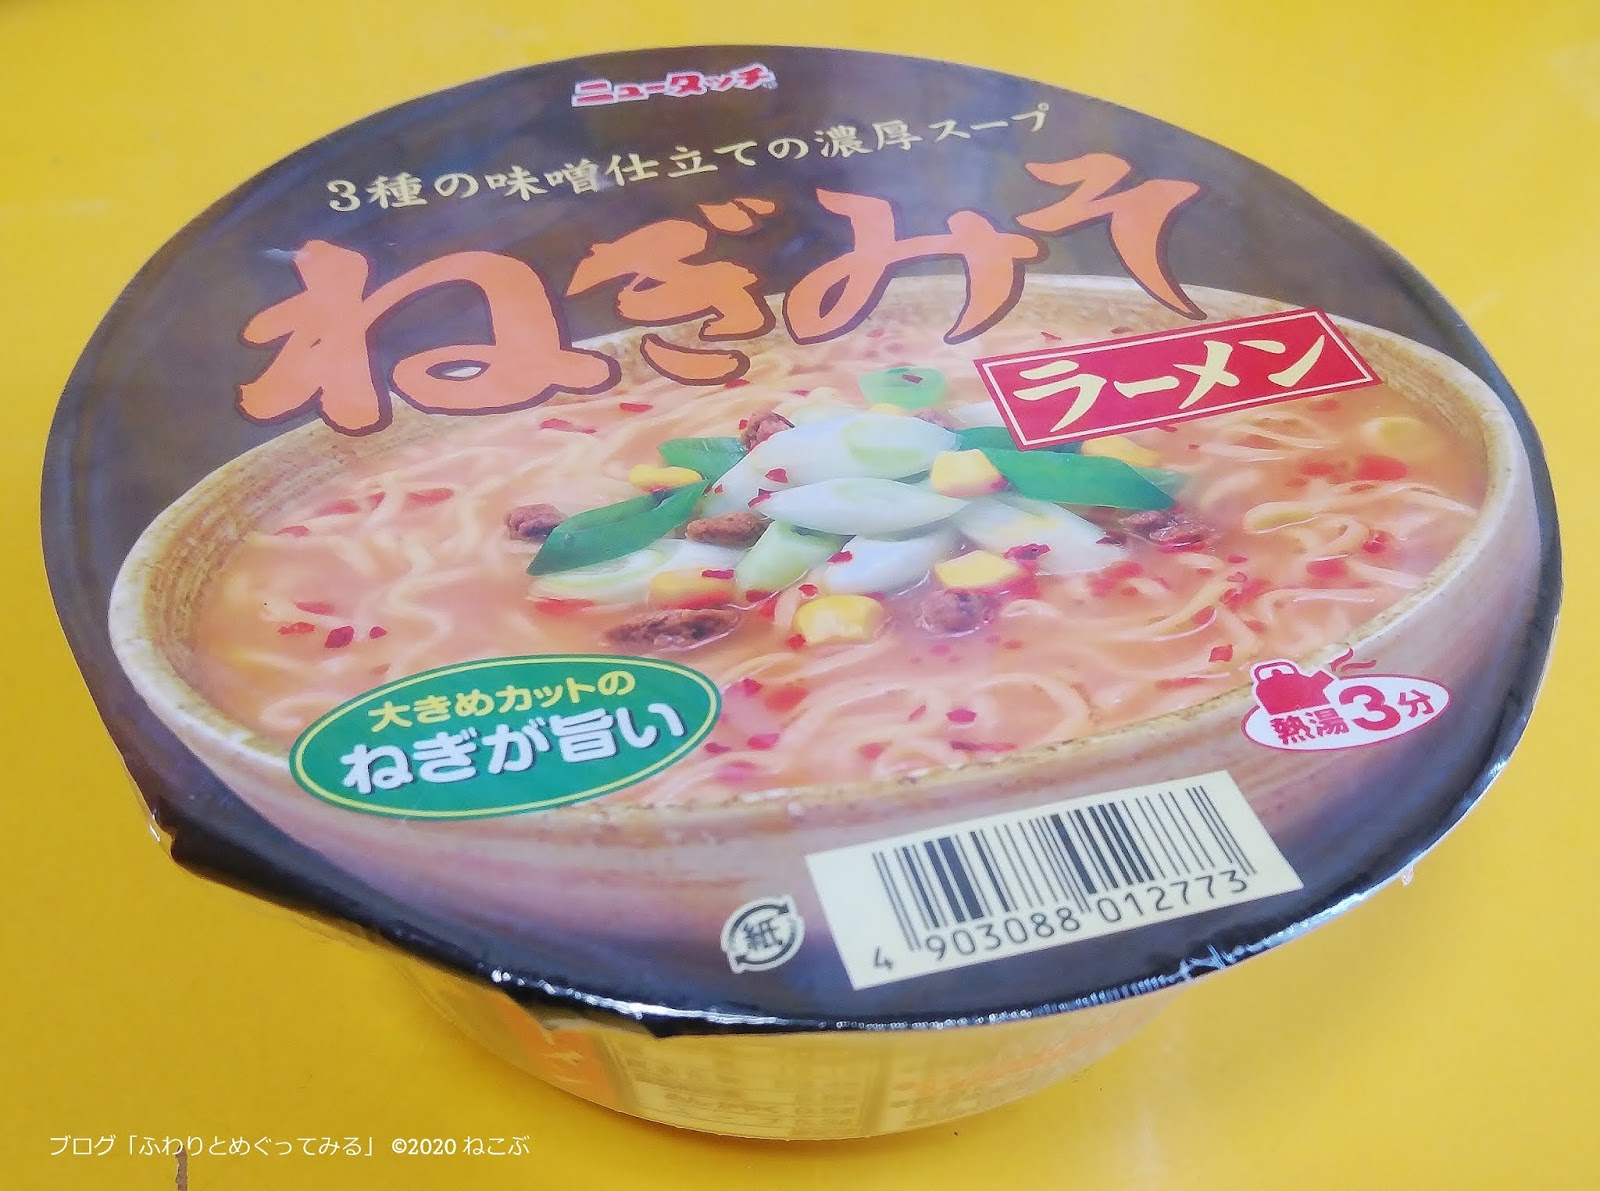 ニュータッチ
3種の味噌仕立ての濃厚スープ
ねぎみそ
ラーメン
大きめカットの
ねぎが旨い
熱湯3分
紙
4 903088 012773
ブログ「ふわりとめぐってみる」 ©2020 ねこぶ